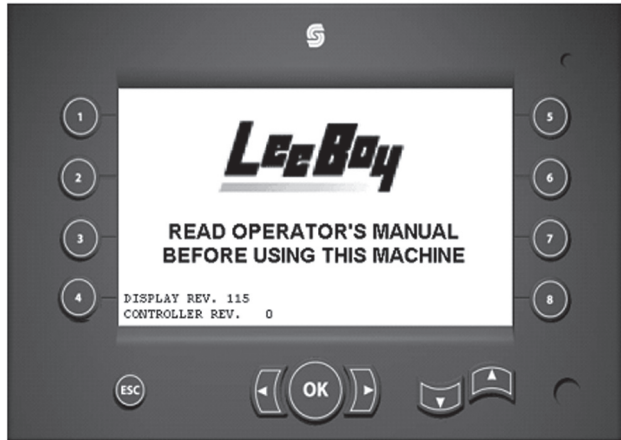 LeeBoy
READ OPERATOR'S MANUAL
BEFORE USING THIS MACHINE
DISPLAY REV. 115
CONTROLLER REV. 0
1
2
3
4
5
6
7
8
ESC
OK